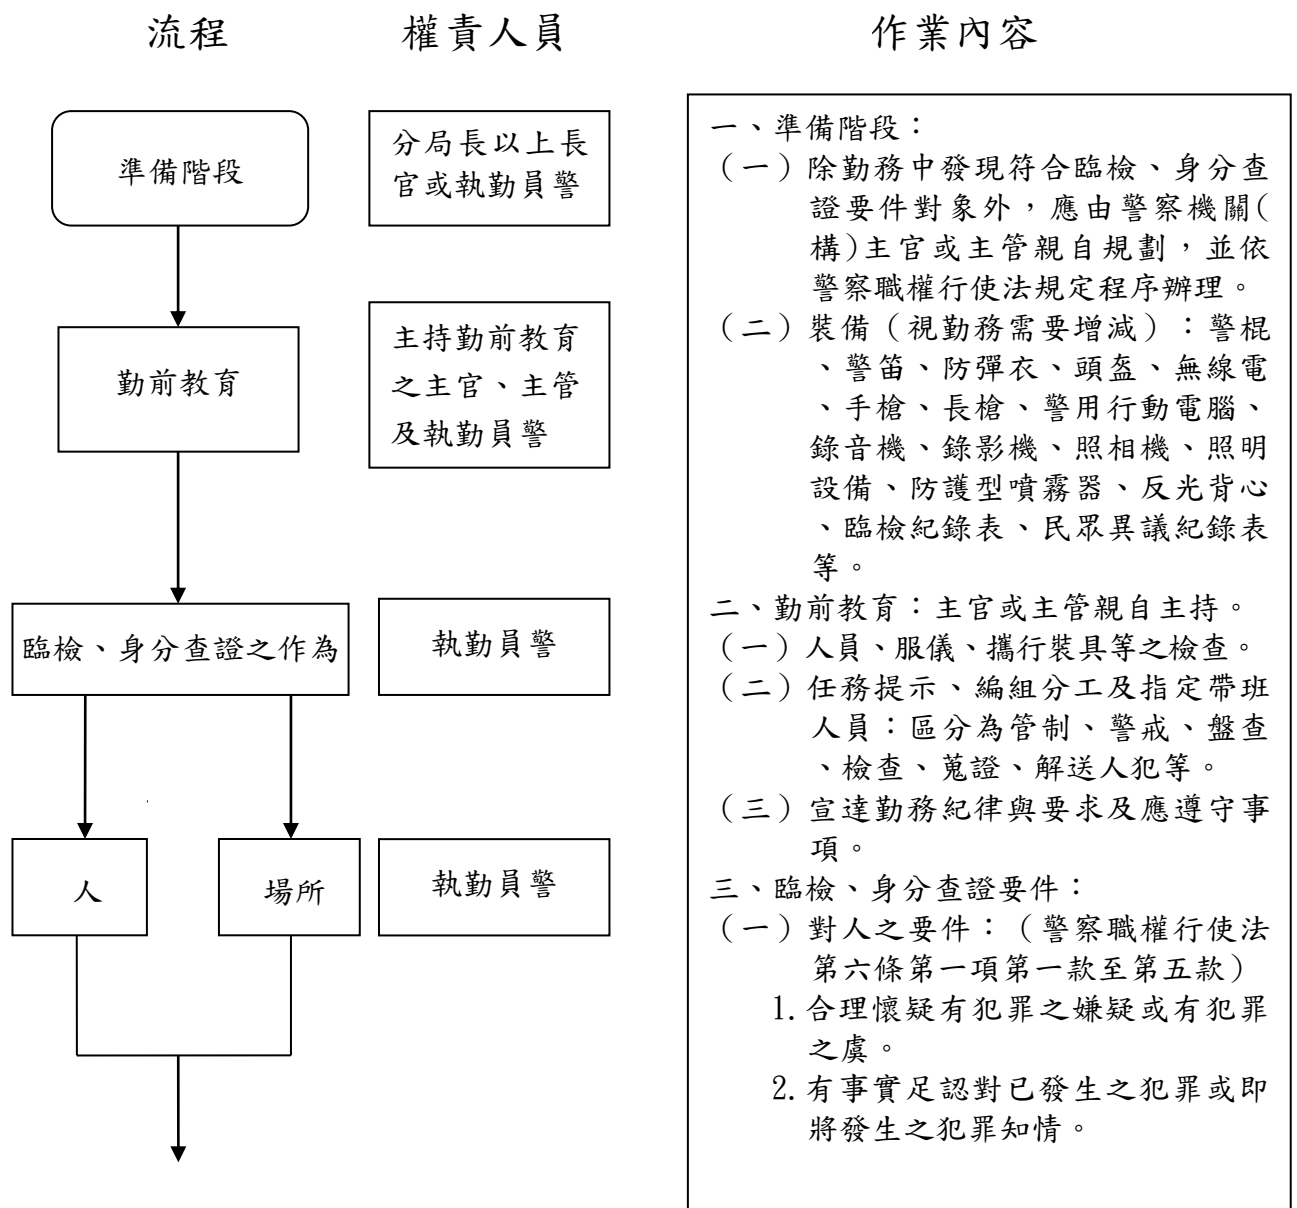 流程　權責人員　作業內容
準備階段
分局長以上長
官或執勤員警
勤前教育
主持勤前教育
之主官、主管
及執勤員警
臨檢、身分查證之作為
執勤員警
人
場所
執勤員警
一、準備階段：
（一）除勤務中發現符合臨檢、身分查
證要件對象外，應由警察機關(
構)主官或主管親自規劃，並依
警察職權行使法規定程序辦理。
（二）裝備（視勤務需要增減）：警棍
、警笛、防彈衣、頭盔、無線電
、手槍、長槍、警用行動電腦、
錄音機、錄影機、照相機、照明
設備、防護型噴霧器、反光背心
、臨檢紀錄表、民眾異議紀錄表
等。
二、勤前教育：主官或主管親自主持。
（一）人員、服儀、攜行裝具等之檢查。
（二）任務提示、編組分工及指定帶班
人員：區分為管制、警戒、盤查
、檢查、蒐證、解送人犯等。
（三）宣達勤務紀律與要求及應遵守事
項。
三、臨檢、身分查證要件：
（一）對人之要件：（警察職權行使法
第六條第一項第一款至第五款）
1.合理懷疑有犯罪之嫌疑或有犯罪
之虞。
2.有事實足認對已發生之犯罪或即
將發生之犯罪知情。